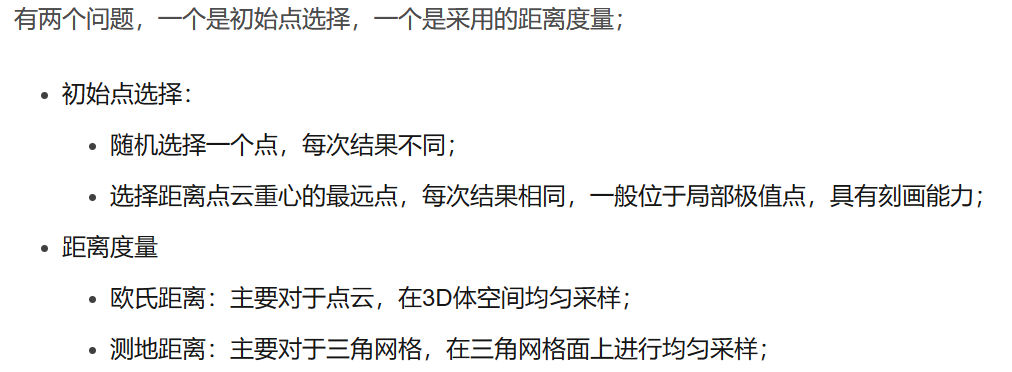 有两个问题，一个是初始点选择，一个是采用的距离度量；
初始点选择：
随机选择一个点，每次结果不同；
选择距离点云重心的最远点，每次结果相同，一般位于局部极值点，具有刻画能力；
距离度量
欧氏距离：主要对于点云，在3D体空间均匀采样；
测地距离：主要对于三角网格，在三角网格面上进行均匀采样；